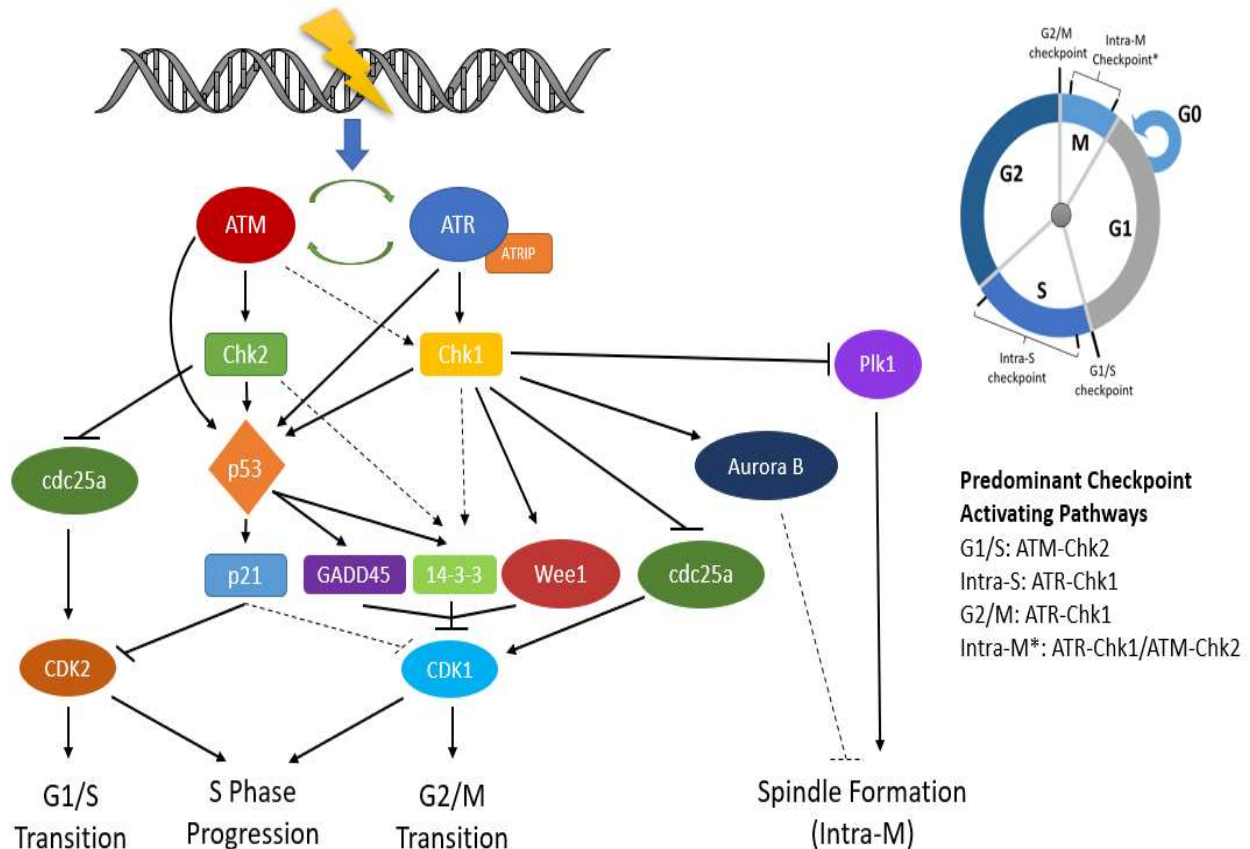 G2/M
checkpoint
Intra-M
Checkpoint*
G0
M
G2
G1
S
Intra-S
checkpoint
G1/S
checkpoint
ATM
ATR
ATRIP
Chk2
Chk1
Plk1
cdc25a
p53
Aurora B
p21
GADD45
14-3-3
Wee1
cdc25a
CDK2
CDK1
G1/S
Transition
S Phase
Progression
G2/M
Transition
Spindle Formation
(Intra-M)
Predominant Checkpoint
Activating Pathways
G1/S: ATM-Chk2
Intra-S: ATR-Chk1
G2/M: ATR-Chk1
Intra-M*: ATR-Chk1/ATM-Chk2